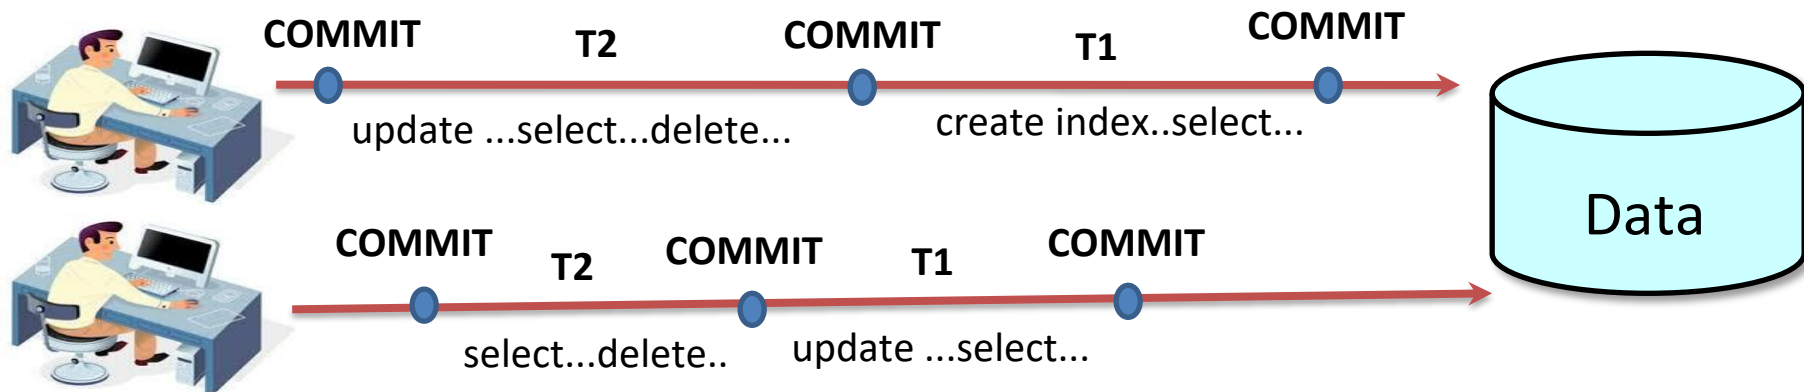 COMMIT T2 COMMIT T1 COMMIT
update ...select...delete... create index..select...
Data
COMMIT T2 COMMIT T1 COMMIT
select...delete.. update ...select...